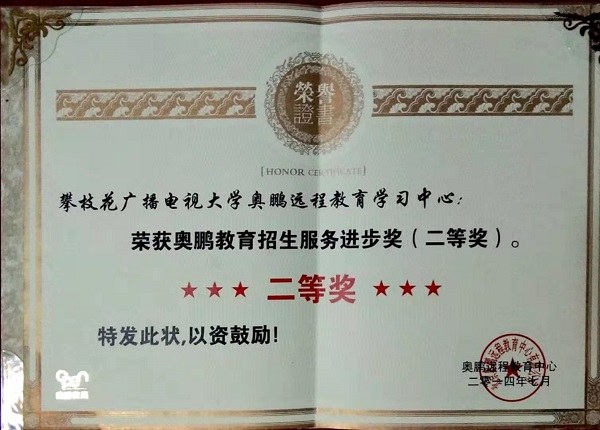 榮譽
證書
[HONOR CERTIFICATE]
攀枝花广播电视大学奥鹏远程教育学习中心:
荣获奥鹏教育招生服务进步奖(二等奖)。
★★★ 二等奖 ★★★
特发此状,以资鼓励!
奥鹏远程教育中心
二零一四年七月